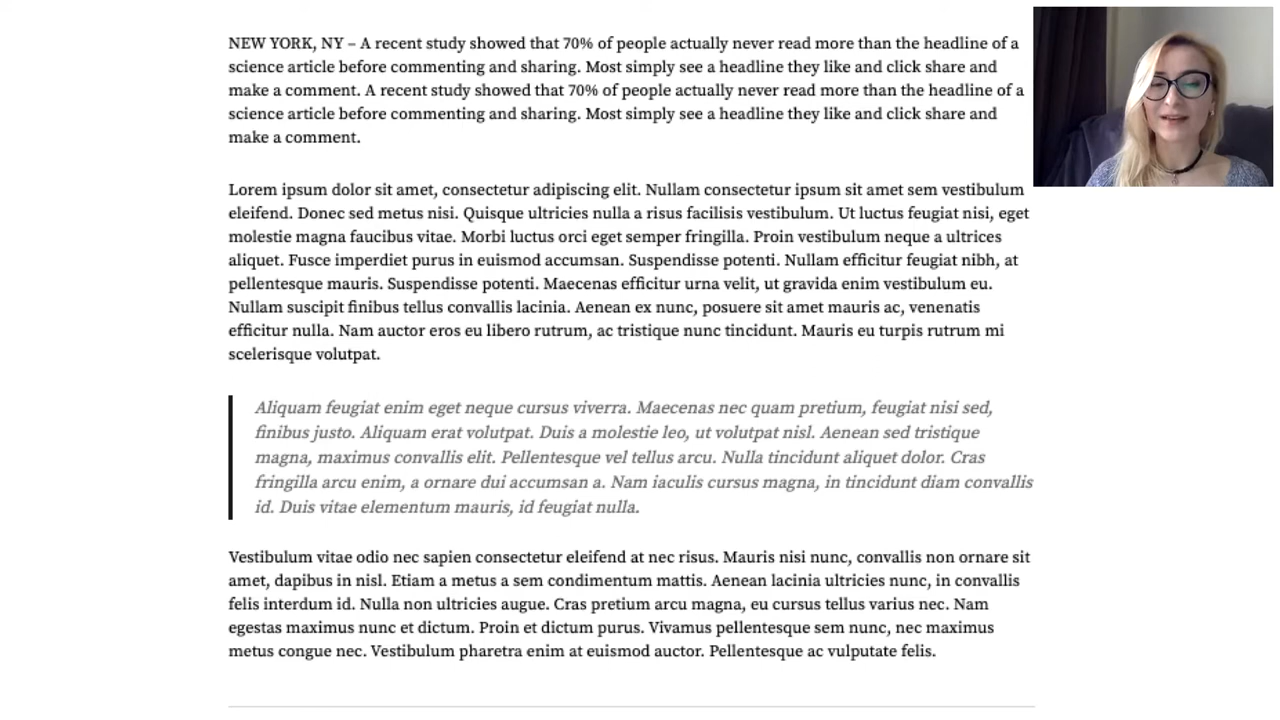 NEW YORK, NY – A recent study showed that 70% of people actually never read more than the headline of a
science article before commenting and sharing. Most simply see a headline they like and click share and
make a comment. A recent study showed that 70% of people actually never read more than the headline of a
science article before commenting and sharing. Most simply see a headline they like and click share and
make a comment.
Lorem ipsum dolor sit amet, consectetur adipiscing elit. Nullam consectetur ipsum sit amet sem vestibulum
eleifend. Donec sed metus nisi. Quisque ultricies nulla a risus facilisis vestibulum. Ut luctus feugiat nisi, eget
molestie magna faucibus vitae. Morbi luctus orci eget semper fringilla. Proin vestibulum neque a ultrices
aliquet. Fusce imperdiet purus in euismod accumsan. Suspendisse potenti. Nullam efficitur feugiat nibh, at
pellentesque mauris. Suspendisse potenti. Maecenas efficitur urna velit, ut gravida enim vestibulum eu.
Nullam suscipit finibus tellus convallis lacinia. Aenean ex nunc, posuere sit amet mauris ac, venenatis
efficitur nulla. Nam auctor eros eu libero rutrum, ac tristique nunc tincidunt. Mauris eu turpis rutrum mi
scelerisque volutpat.
Aliquam feugiat enim eget neque cursus viverra. Maecenas nec quam pretium, feugiat nisi sed,
finibus justo. Aliquam erat volutpat. Duis a molestie leo, ut volutpat nisl. Aenean sed tristique
magna, maximus convallis elit. Pellentesque vel tellus arcu. Nulla tincidunt aliquet dolor. Cras
fringilla arcu enim, a ornare dui accumsan a. Nam iaculis cursus magna, in tincidunt diam convallis
id. Duis vitae elementum mauris, id feugiat nulla.
Vestibulum vitae odio nec sapien consectetur eleifend at nec risus. Mauris nisi nunc, convallis non ornare sit
amet, dapibus in nisl. Etiam a metus a sem condimentum mattis. Aenean lacinia ultricies nunc, in convallis
felis interdum id. Nulla non ultricies augue. Cras pretium arcu magna, eu cursus tellus varius nec. Nam
egestas maximus nunc et dictum. Proin et dictum purus. Vivamus pellentesque sem nunc, nec maximus
metus congue nec. Vestibulum pharetra enim at euismod auctor. Pellentesque ac vulputate felis.